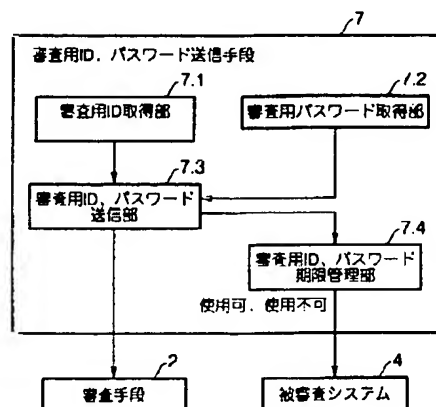 7
審査用ID、パスワード送信手段
7.1
審査用ID取得部
7.2
審査用パスワード取得部
7.3
審査用ID、パスワード
送信部
7.4
審査用ID、パスワード
期限管理部
使用可、使用不可
2
審査手段
4
被審査システム